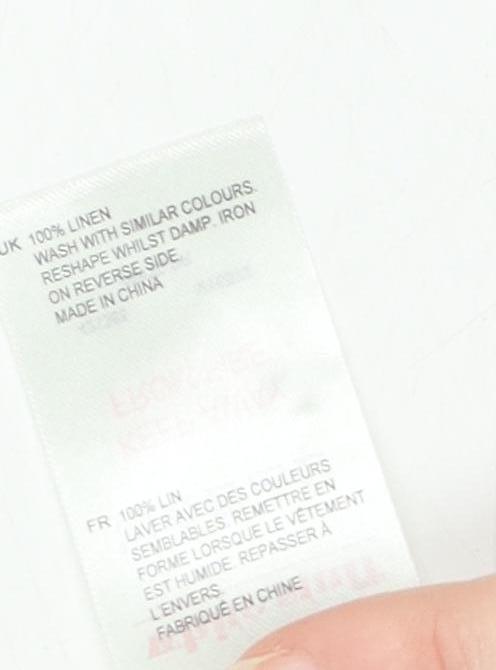 UK 100% LINEN
WASH WITH SIMILAR COLOURS.
RESHAPE WHILST DAMP. IRON
ON REVERSE SIDE.
MADE IN CHINA
FR 100% LIN
LAVER AVEC DES COULEURS
SEMBLABLES. REMETTRE EN
FORME LORSQUE LE VÊTEMENT
EST HUMIDE. REPASSER À
L'ENVERS.
FABRIQUÉ EN CHINE